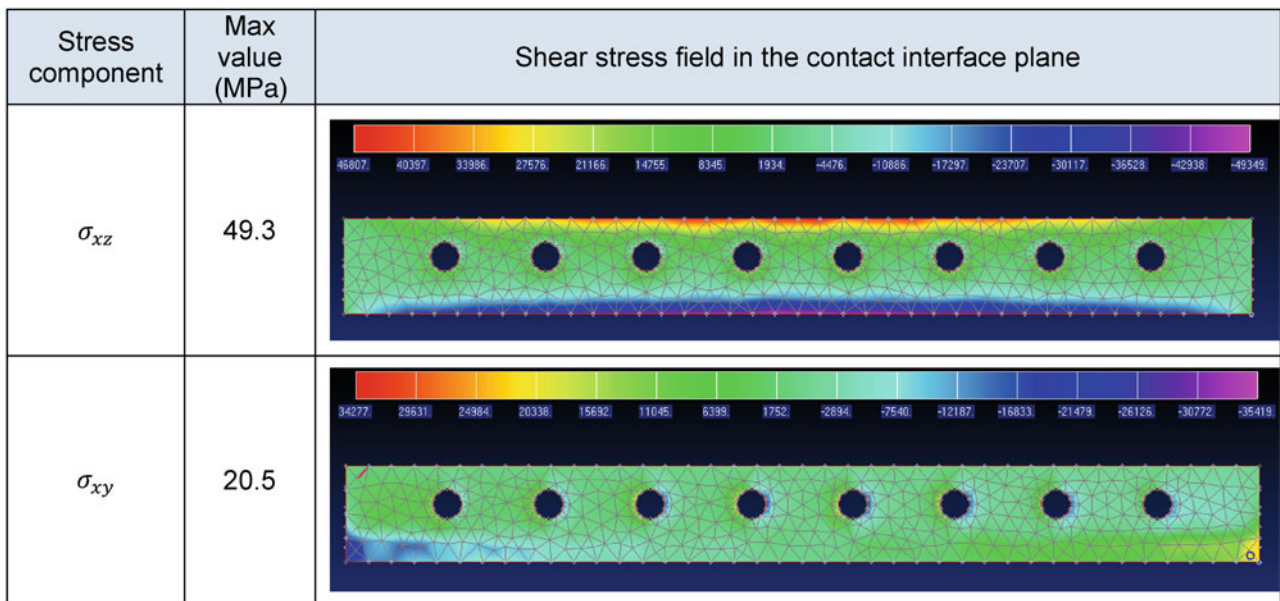 Stress component
Max value (MPa)
Shear stress field in the contact interface plane
σxz
49.3
46807. 40397. 33986. 27576. 21166. 14755. 8345. 1934. -4476. -10886. -17297. -23707. -30117. -36528. -42938. -49349.
σxy
20.5
34277. 29631. 24984. 20338. 15692. 11045. 6399. 1752. -2894. -7540. -12187. -16833. -21479. -26126. -30772. -35419.